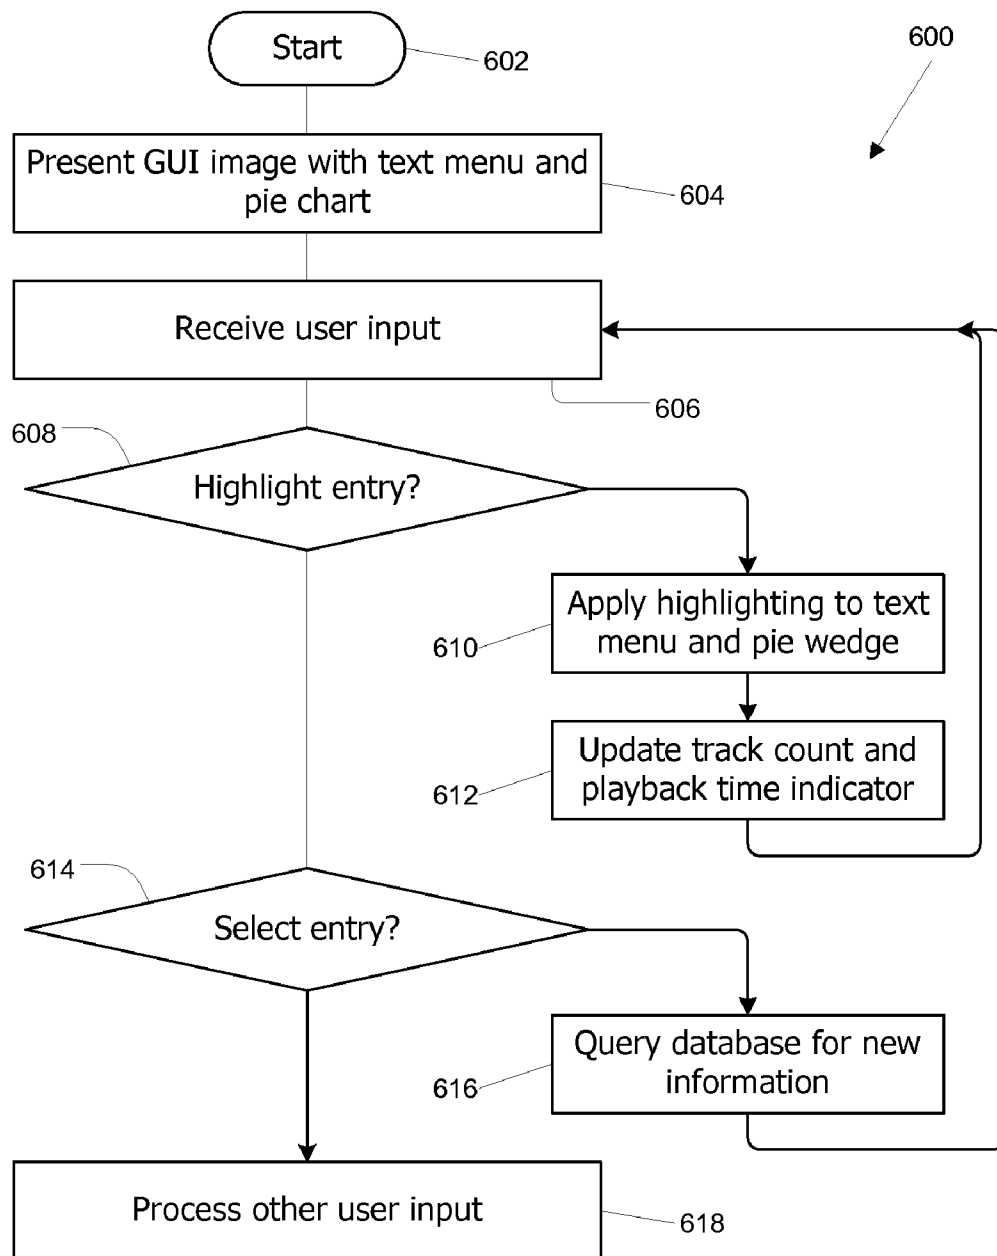 Start
602
600
Present GUI image with text menu and
pie chart
604
Receive user input
606
608
Highlight entry?
Apply highlighting to text
menu and pie wedge
610
Update track count and
playback time indicator
612
614
Select entry?
Query database for new
information
616
Process other user input
618